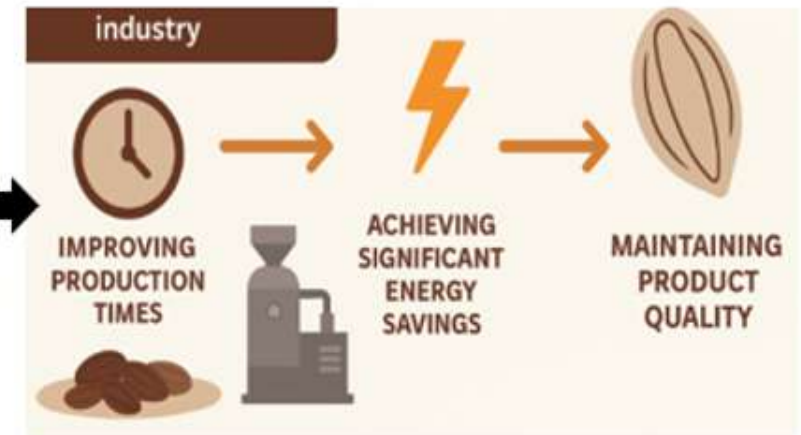 industry
IMPROVING
PRODUCTION
TIMES
ACHIEVING
SIGNIFICANT
ENERGY
SAVINGS
MAINTAINING
PRODUCT
QUALITY